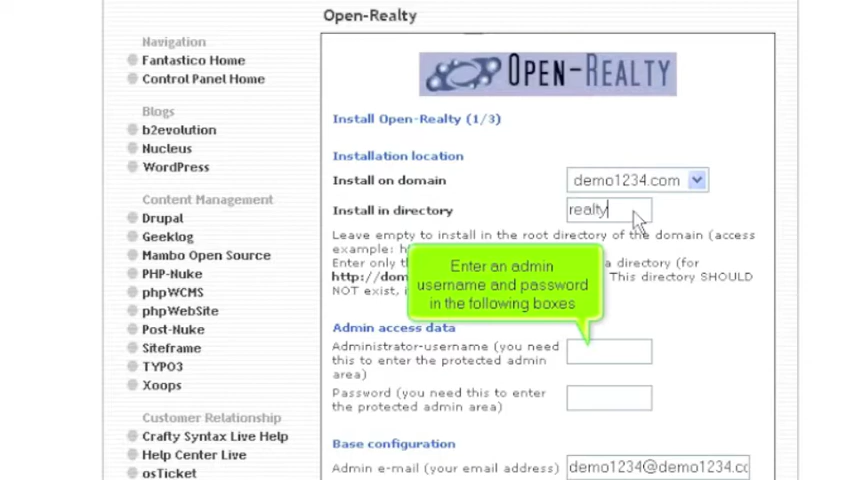 Open-Realty
Navigation
Fantastico Home
Control Panel Home
Blogs
b2evolution
Nucleus
WordPress
Content Management
Drupal
Geeklog
Mambo Open Source
PHP-Nuke
phpWCMS
phpWebSite
Post-Nuke
Siteframe
TYPO3
Xoops
Customer Relationship
Crafty Syntax Live Help
Help Center Live
osTicket
OPEN-REALTY
Install Open-Realty (1/3)
Installation location
Install on domain demo1234.com
Install in directory realty
Leave empty to install in the root directory of the domain (access
example:
Enter only a directory (for
This directory SHOULD
NOT exist,
Enter an admin
username and password
in the following boxes
Admin access data
Administrator-username (you need
this to enter the protected admin
area)
Password (you need this to enter
the protected admin area)
Base configuration
Admin e-mail (your email address) demo1234@demo1234.cc